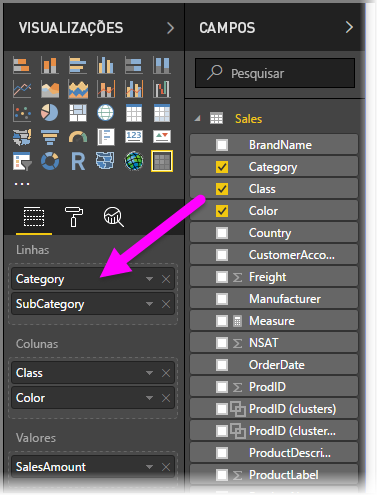 VISUALIZAÇÕES
R
123
...
Linhas
Category
SubCategory
Colunas
Class
Color
Valores
SalesAmount
CAMPOS
Pesquisar
Sales
BrandName
Category
Class
Color
Country
CustomerAcco...
Freight
Manufacturer
Measure
NSAT
OrderDate
ProdID
ProdID (clusters)
ProdID (cluster...
ProductDescri...
ProductLabel